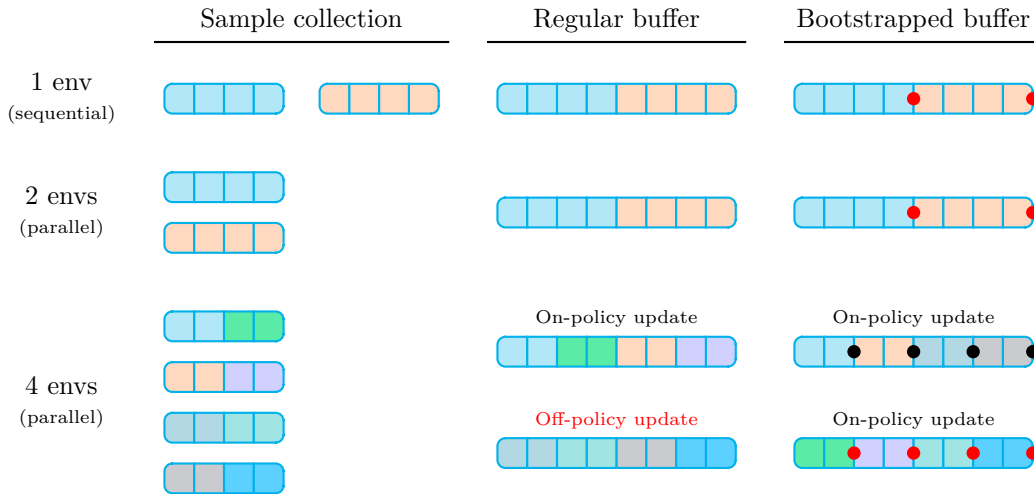 Sample collection
Regular buffer
Bootstrapped buffer
1 env
(sequential)
2 envs
(parallel)
4 envs
(parallel)
On-policy update
On-policy update
Off-policy update
On-policy update